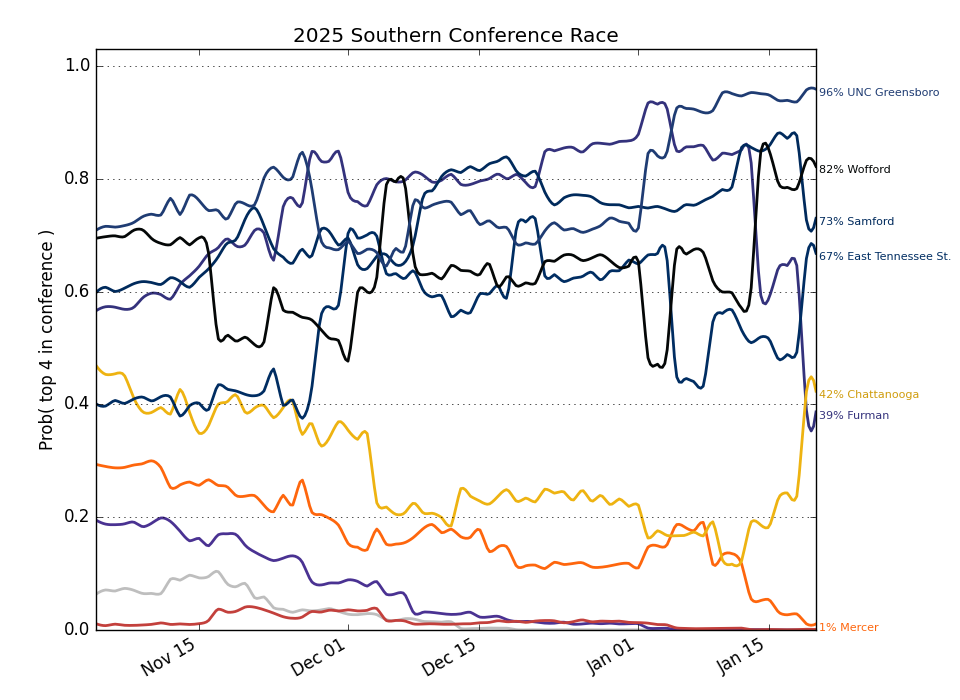 2025 Southern Conference Race
Prob( top 4 in conference )
1.0
0.8
0.6
0.4
0.2
0.0
Nov 15
Dec 01
Dec 15
Jan 01
Jan 15
96% UNC Greensboro
82% Wofford
73% Samford
67% East Tennessee St.
42% Chattanooga
39% Furman
1% Mercer